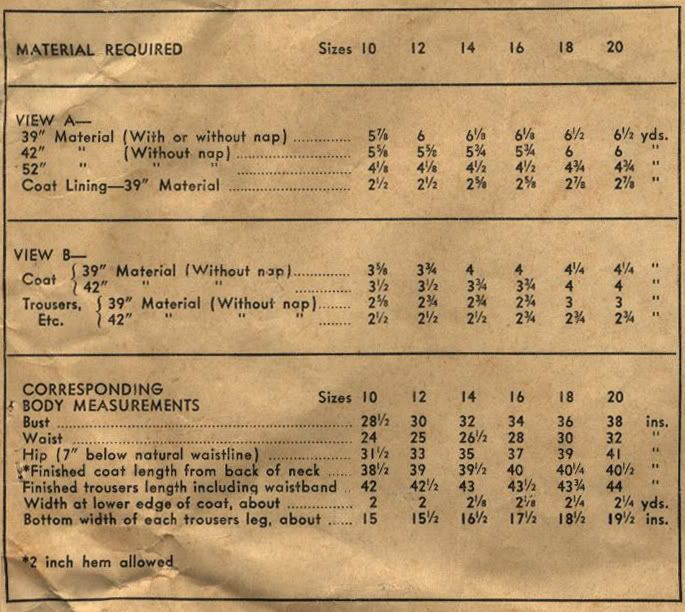 MATERIAL REQUIRED Sizes 10 12 14 16 18 20
VIEW A—
39" Material (With or without nap) ............. 5⅞ 6 6⅛ 6⅛ 6½ 6½ yds.
42" " (Without nap) ......................... 5⅝ 5⅝ 5¾ 5¾ 6 6 "
52" " " " ............................ 4⅛ 4⅛ 4½ 4½ 4¾ 4¾ "
Coat Lining—39" Material .......................... 2½ 2½ 2⅝ 2⅝ 2⅞ 2⅞ "
VIEW B—
Coat { 39" Material (Without nap)............. 3⅝ 3¾ 4 4 4¼ 4¼ "
{ 42" " " ............. 3½ 3½ 3¾ 3¾ 4 4 "
Trousers, { 39" Material (Without nap)........ 2⅝ 2¾ 2¾ 2¾ 3 3 "
Etc. { 42" " " " ........ 2½ 2½ 2½ 2¾ 2¾ 2¾ "
CORRESPONDING
BODY MEASUREMENTS Sizes 10 12 14 16 18 20
Bust ............................................. 28½ 30 32 34 36 38 ins.
Waist ........................................... 24 25 26½ 28 30 32 "
Hip (7" below natural waistline) .................. 31½ 33 35 37 39 41 "
*Finished coat length from back of neck ..... 38½ 39 39½ 40 40¼ 40½ "
Finished trousers length including waistband .. 42 42½ 43 43½ 43¾ 44 "
Width at lower edge of coat, about ............ 2 2 2⅛ 2⅛ 2¼ 2¼ yds.
Bottom width of each trousers leg, about ..... 15 15½ 16½ 17½ 18½ 19½ ins.
*2 inch hem allowed